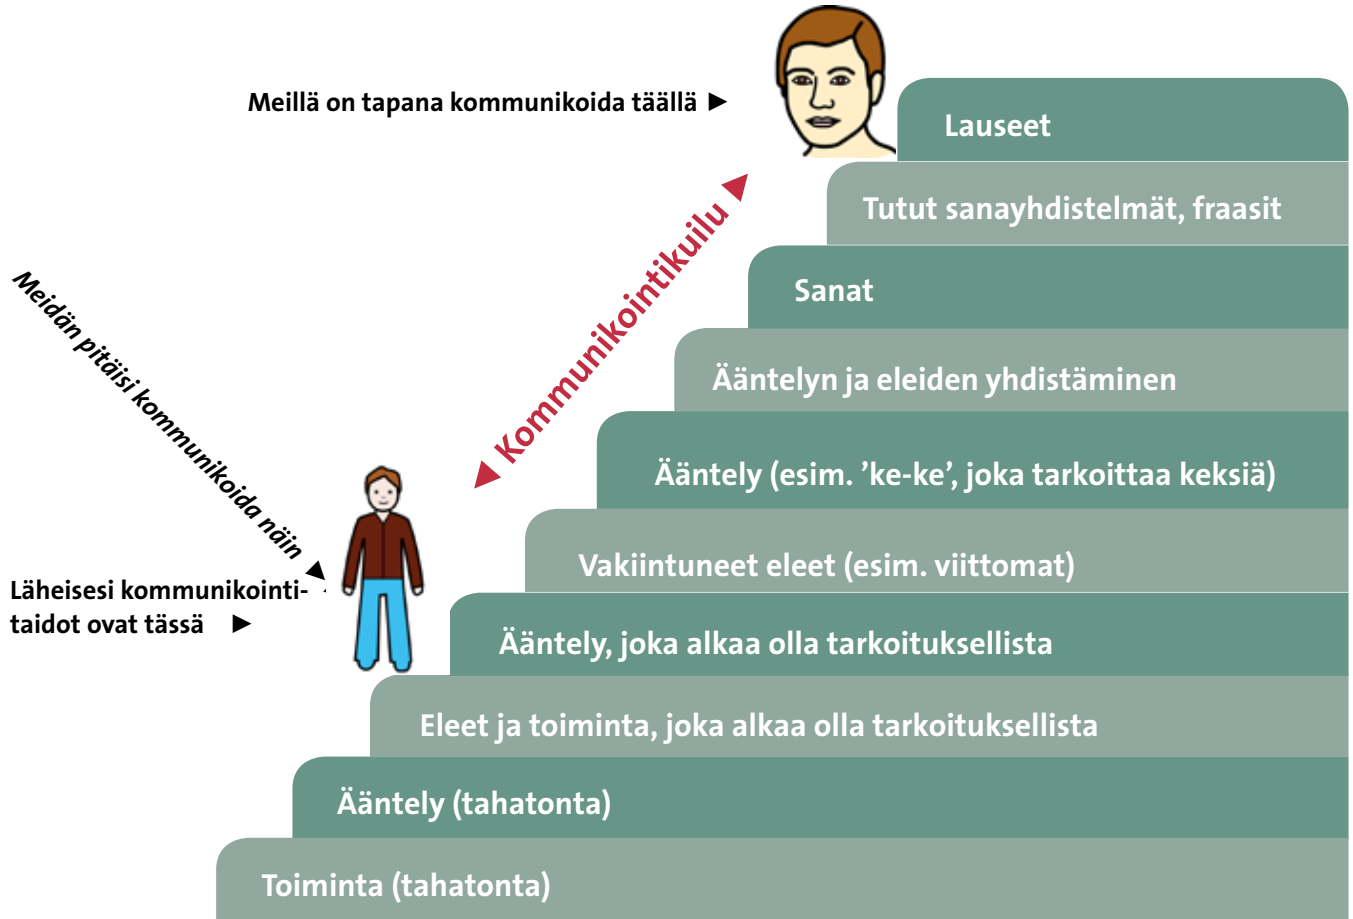 Meillä on tapana kommunikoida täällä ►
Lauseet
Tutut sanayhdistelmät, fraasit
Kommunikointikuilu
Sanat
Meidän pitäisi kommunikoida näin
Ääntelyn ja eleiden yhdistäminen
Ääntely (esim. ’ke-ke’, joka tarkoittaa keksiä)
Vakiintuneet eleet (esim. viittomat)
Läheisesi kommunikointi-
taidot ovat tässä ►
Ääntely, joka alkaa olla tarkoituksellista
Eleet ja toiminta, joka alkaa olla tarkoituksellista
Ääntely (tahatonta)
Toiminta (tahatonta)